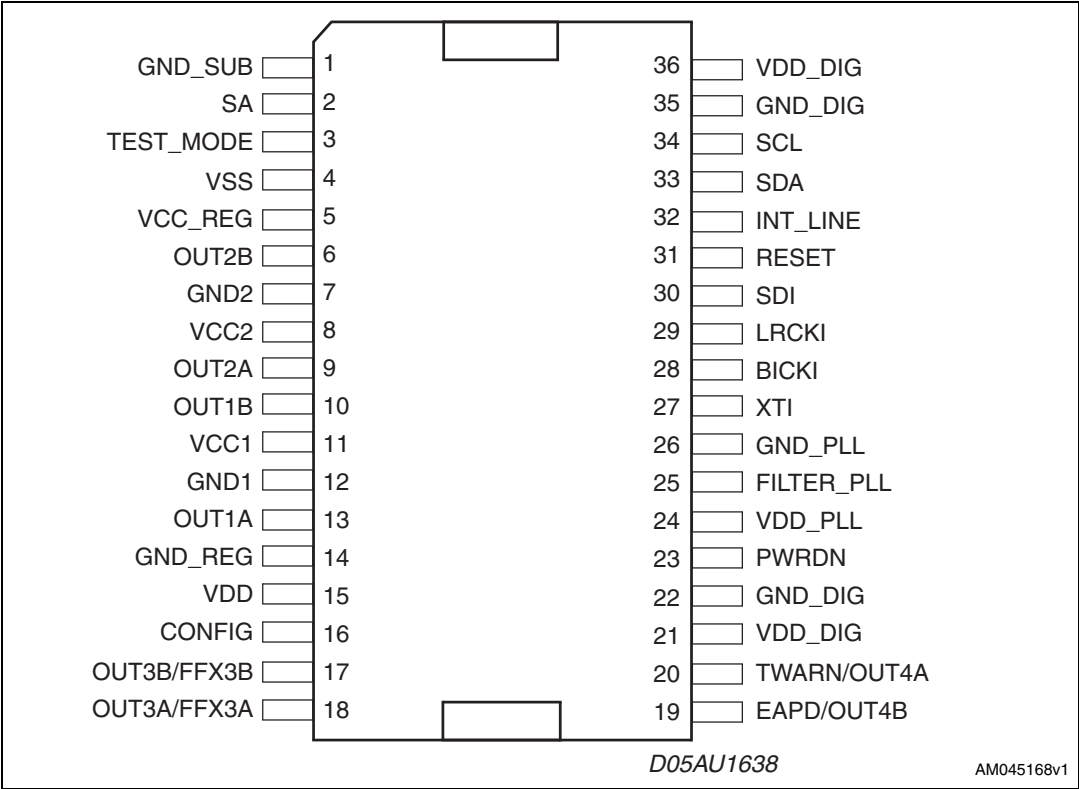 GND_SUB 1 36 VDD_DIG
SA 2 35 GND_DIG
TEST_MODE 3 34 SCL
VSS 4 33 SDA
VCC_REG 5 32 INT_LINE
OUT2B 6 31 RESET
GND2 7 30 SDI
VCC2 8 29 LRCKI
OUT2A 9 28 BICKI
OUT1B 10 27 XTI
VCC1 11 26 GND_PLL
GND1 12 25 FILTER_PLL
OUT1A 13 24 VDD_PLL
GND_REG 14 23 PWRDN
VDD 15 22 GND_DIG
CONFIG 16 21 VDD_DIG
OUT3B/FFX3B 17 20 TWARN/OUT4A
OUT3A/FFX3A 18 19 EAPD/OUT4B
D05AU1638
AM045168v1